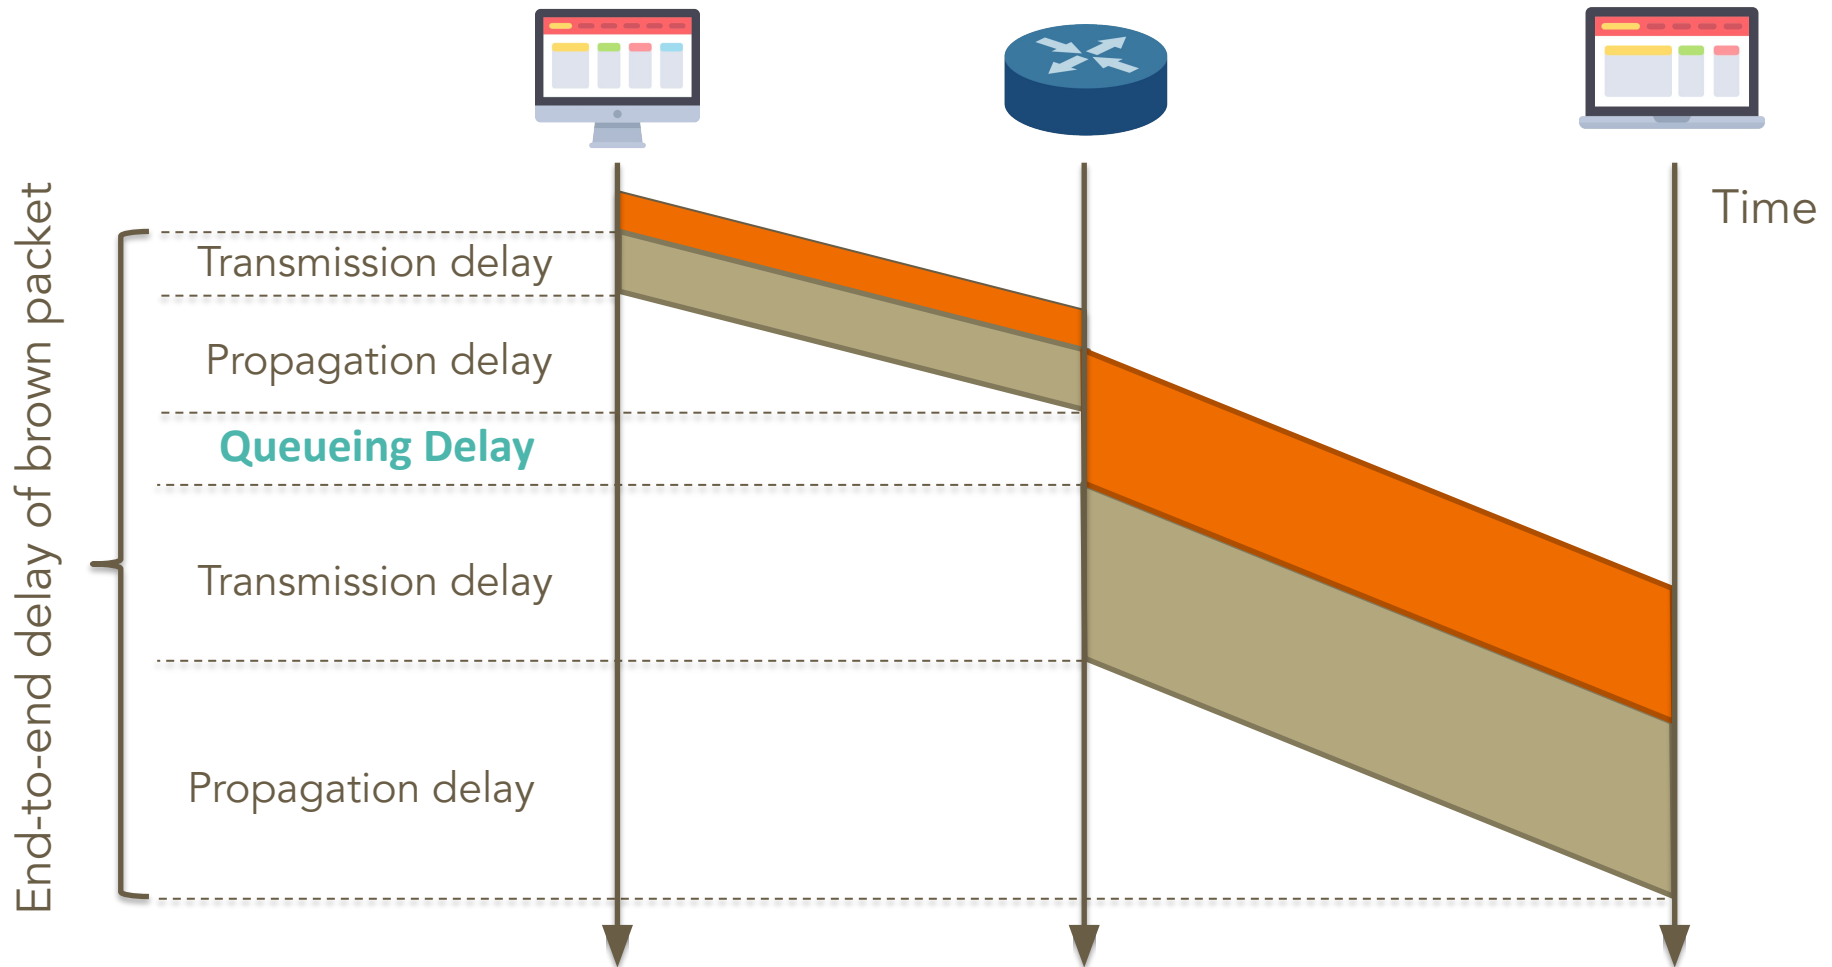 Time
End-to-end delay of brown packet
Transmission delay
Propagation delay
Queueing Delay
Transmission delay
Propagation delay